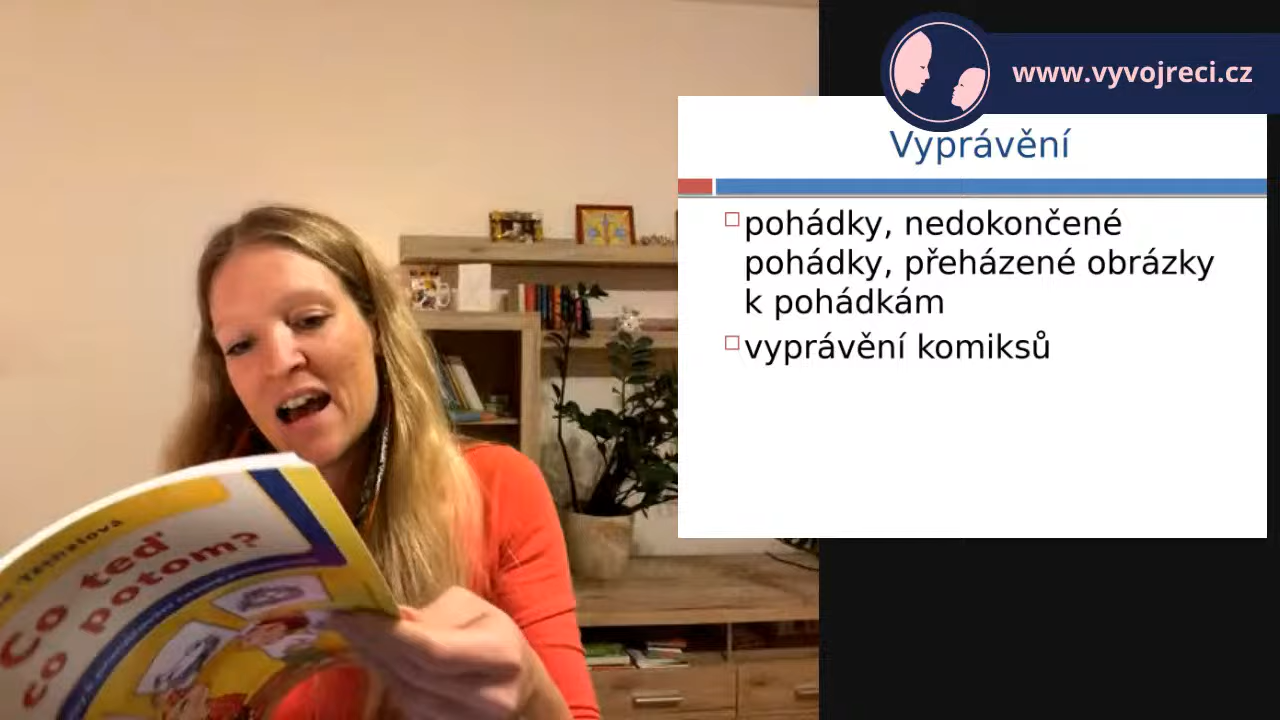 www.vyvojreci.cz
Vyprávění
pohádky, nedokončené
pohádky, přeházené obrázky
k pohádkám
vyprávění komiksů
Co teď
co potom?